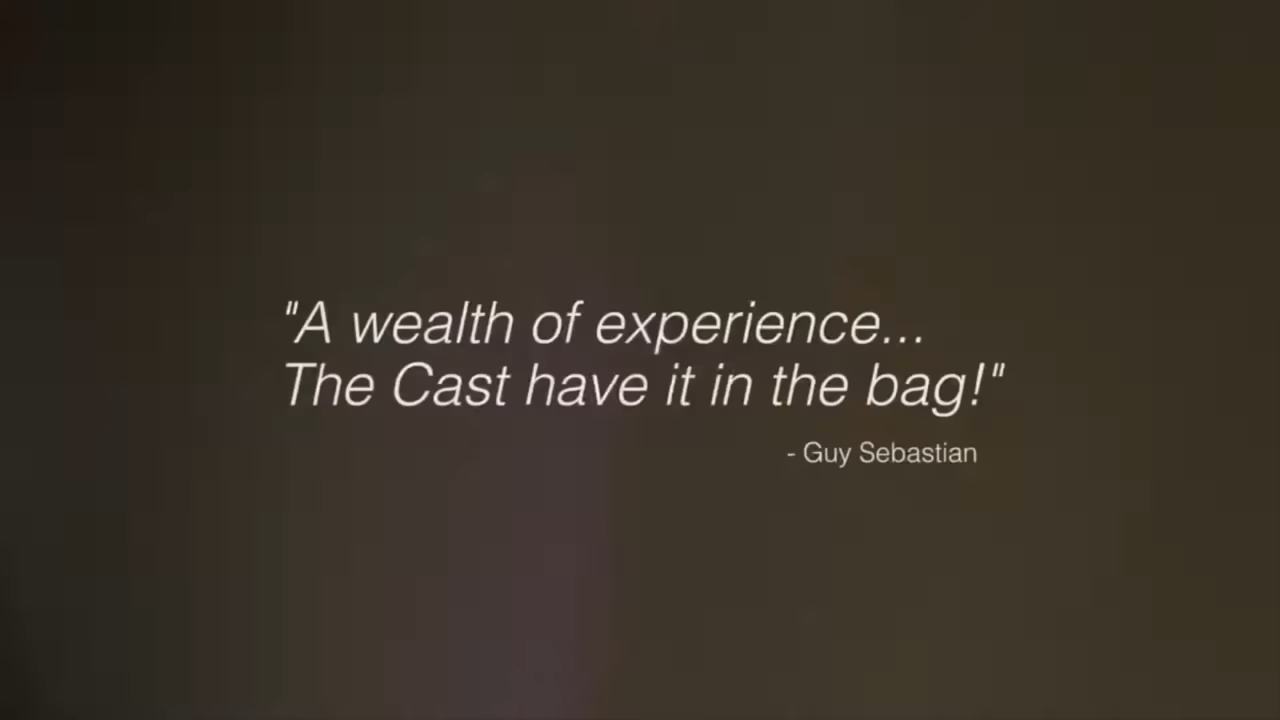 "A wealth of experience...
The Cast have it in the bag!"
- Guy Sebastian